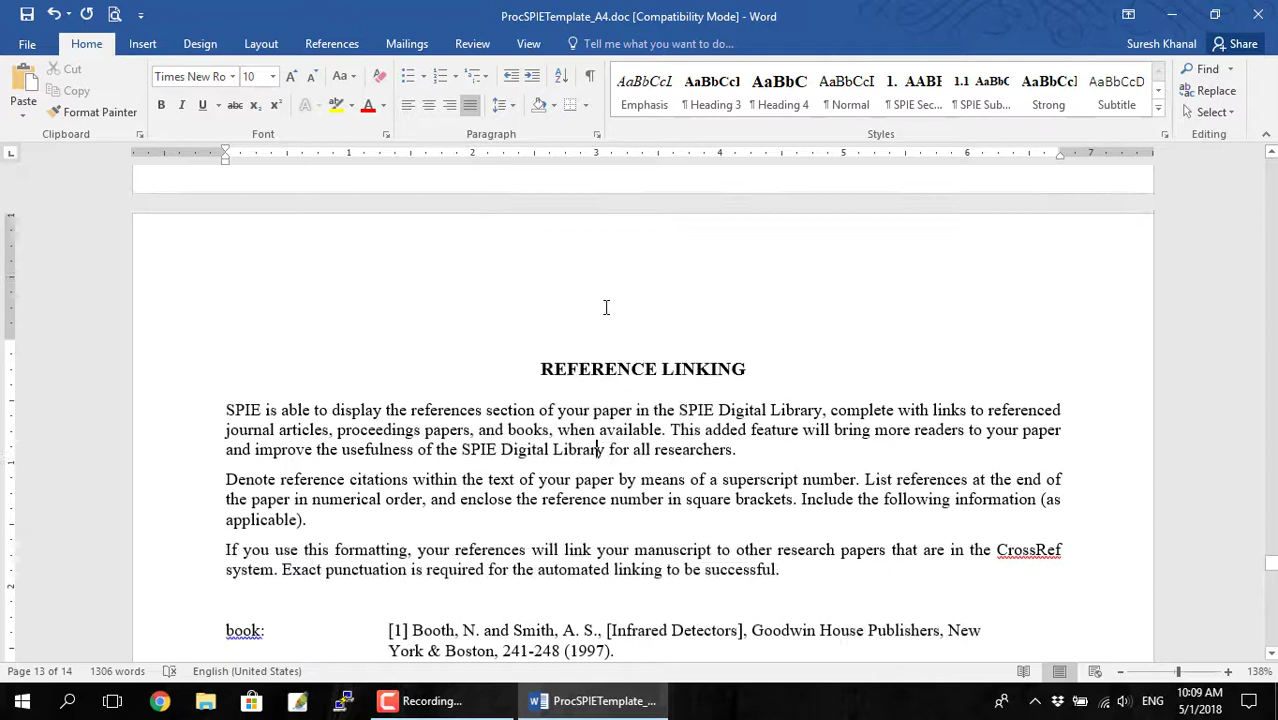 ProcSPIETemplate_A4.doc [Compatibility Mode] - Word
File Home Insert Design Layout References Mailings Review View Tell me what you want to do... Suresh Khanal Share
Paste Cut Copy Format Painter Clipboard
Times New Ro 10 Aa A
B I U abc x₂ x² A A Font
Paragraph
AaBbCcI AaBbCcI AaBbC AaBbCcI 1. AABI 1.1 AaBbC AaBbCcI AaBbCcD
Emphasis ¶ Heading 3 ¶ Heading 4 ¶ Normal ¶ SPIE Sec... ¶ SPIE Sub... Strong Subtitle
Styles
Find Replace Select Editing
1 2 3 4 5 6 7
REFERENCE LINKING
SPIE is able to display the references section of your paper in the SPIE Digital Library, complete with links to referenced
journal articles, proceedings papers, and books, when available. This added feature will bring more readers to your paper
and improve the usefulness of the SPIE Digital Library for all researchers.
Denote reference citations within the text of your paper by means of a superscript number. List references at the end of
the paper in numerical order, and enclose the reference number in square brackets. Include the following information (as
applicable).
If you use this formatting, your references will link your manuscript to other research papers that are in the CrossRef
system. Exact punctuation is required for the automated linking to be successful.
book: [1] Booth, N. and Smith, A. S., [Infrared Detectors], Goodwin House Publishers, New
York & Boston, 241-248 (1997).
Page 13 of 14 1306 words English (United States) 138%
Recording... ProcSPIETemplate_... ENG 10:09 AM
5/1/2018